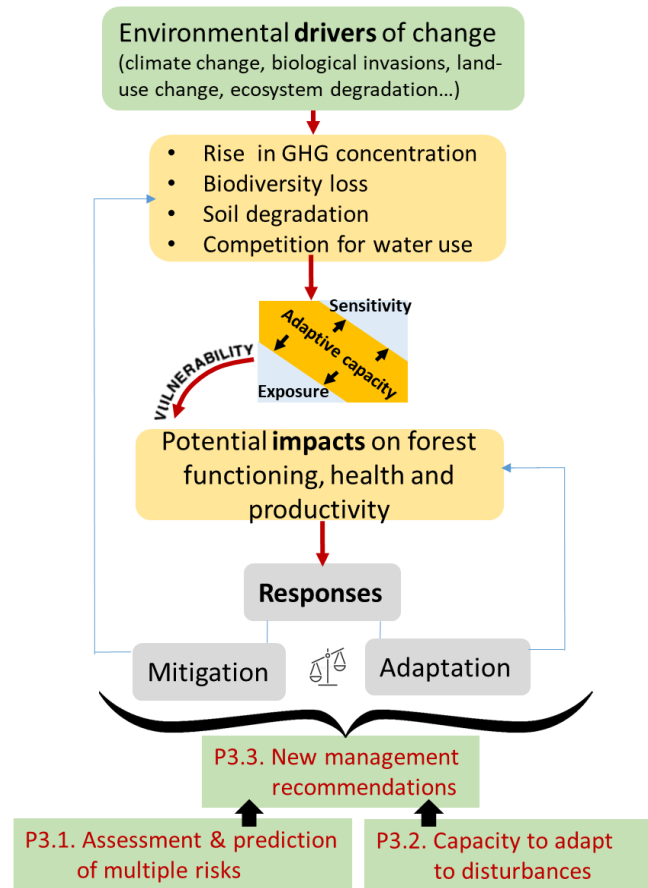 Environmental drivers of change
(climate change, biological invasions, land-
use change, ecosystem degradation…)
• Rise in GHG concentration
• Biodiversity loss
• Soil degradation
• Competition for water use
Sensitivity
Adaptive capacity
Exposure
VULNERABILITY
Potential impacts on forest
functioning, health and
productivity
Responses
Mitigation
Adaptation
P3.3. New management
recommendations
P3.1. Assessment & prediction
of multiple risks
P3.2. Capacity to adapt
to disturbances